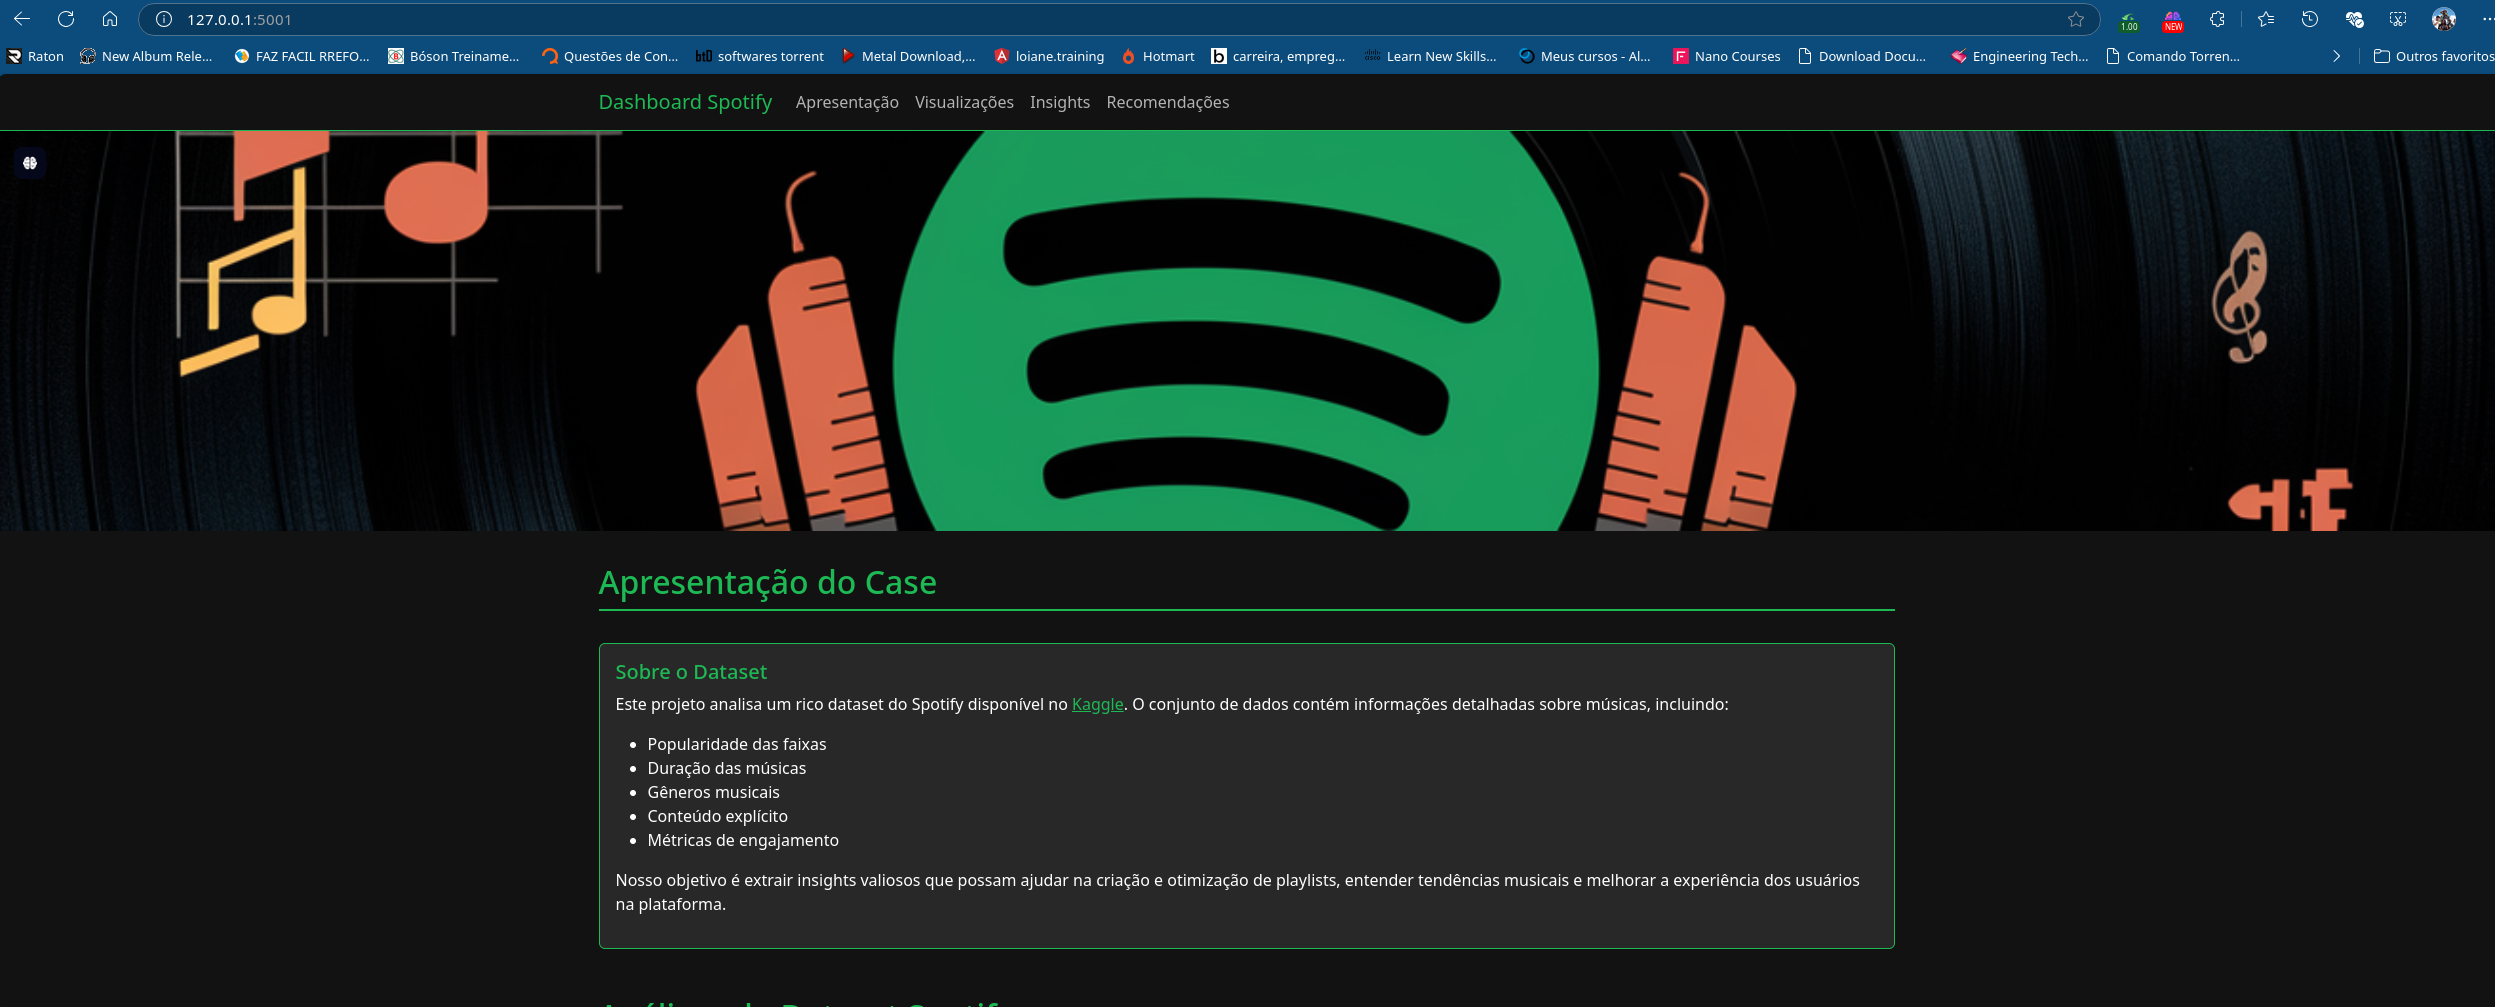 127.0.0.1:5001
1.00
NEW
Raton
New Album Rele...
FAZ FACIL RREFO...
Bóson Treiname...
Questões de Con...
softwares torrent
Metal Download,...
loiane.training
Hotmart
carreira, empreg...
Learn New Skills...
Meus cursos - Al...
Nano Courses
Download Docu...
Engineering Tech...
Comando Torren...
Outros favoritos
Dashboard Spotify
Apresentação
Visualizações
Insights
Recomendações
Apresentação do Case
Sobre o Dataset
Este projeto analisa um rico dataset do Spotify disponível no Kaggle. O conjunto de dados contém informações detalhadas sobre músicas, incluindo:
Popularidade das faixas
Duração das músicas
Gêneros musicais
Conteúdo explícito
Métricas de engajamento
Nosso objetivo é extrair insights valiosos que possam ajudar na criação e otimização de playlists, entender tendências musicais e melhorar a experiência dos usuários
na plataforma.